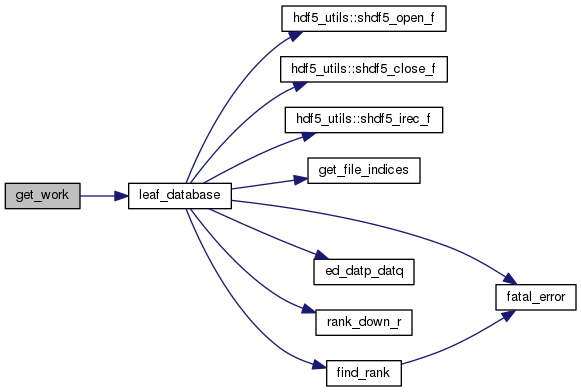 hdf5_utils::shdf5_open_f
hdf5_utils::shdf5_close_f
hdf5_utils::shdf5_irec_f
get_file_indices
get_work
leaf_database
ed_datp_datq
fatal_error
rank_down_r
find_rank